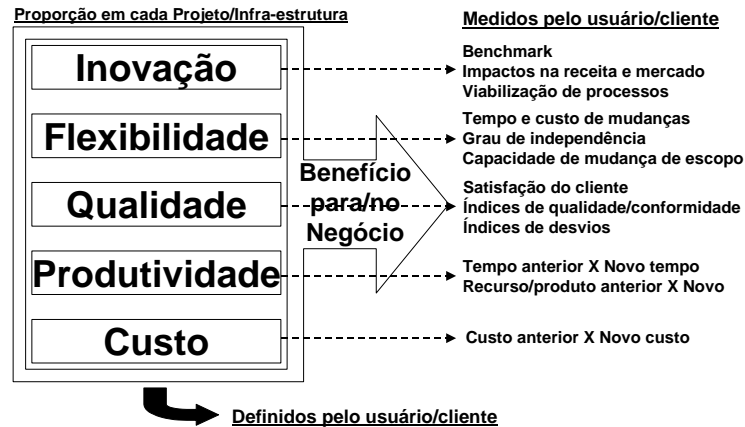 Proporção em cada Projeto/Infra-estrutura
Medidos pelo usuário/cliente
Inovação
Benchmark
Impactos na receita e mercado
Viabilização de processos
Flexibilidade
Tempo e custo de mudanças
Grau de independência
Capacidade de mudança de escopo
Benefício
para/no
Negócio
Qualidade
Satisfação do cliente
Índices de qualidade/conformidade
Índices de desvios
Produtividade
Tempo anterior X Novo tempo
Recurso/produto anterior X Novo
Custo
Custo anterior X Novo custo
Definidos pelo usuário/cliente